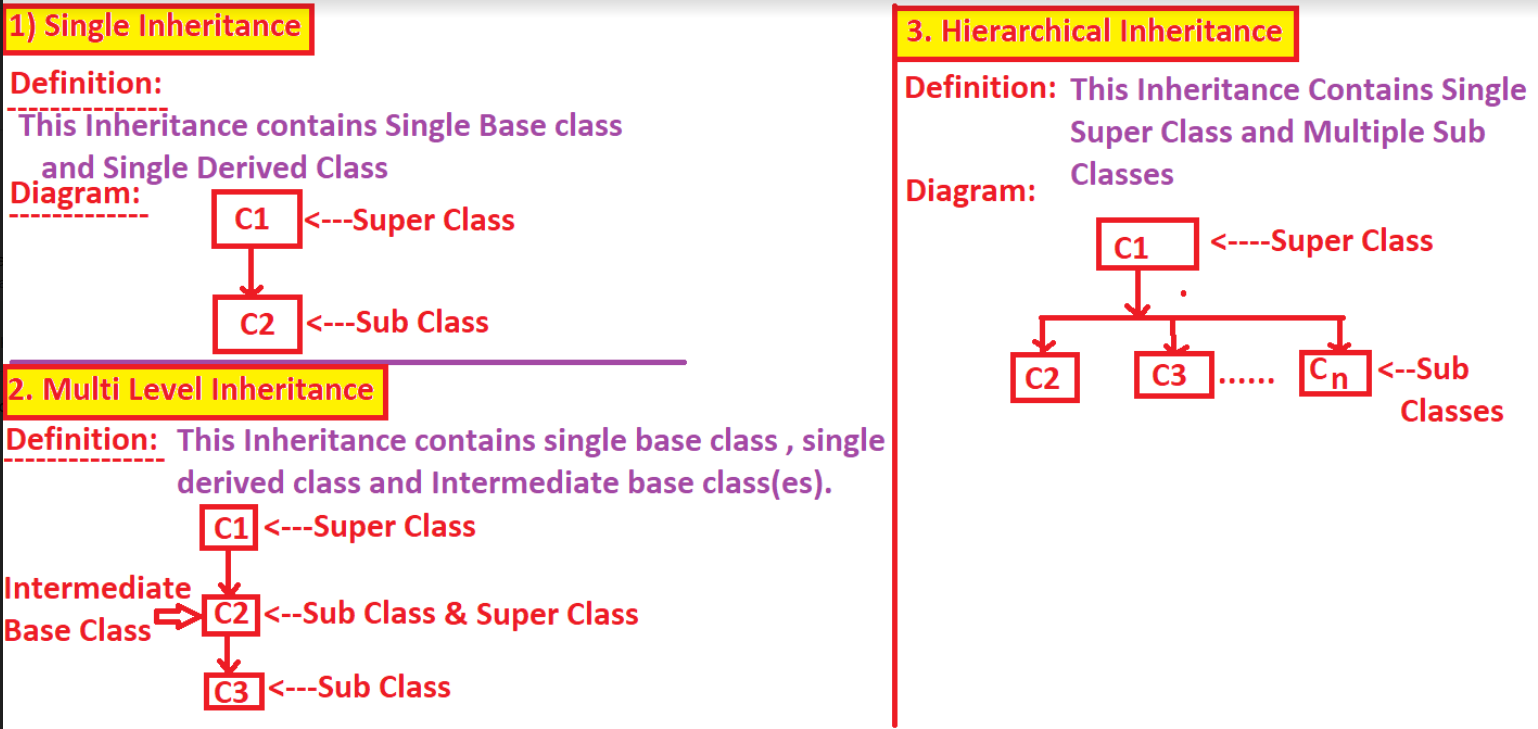 1) Single Inheritance
Definition:
---------------
This Inheritance contains Single Base class
and Single Derived Class
Diagram:
-------------
C1 <---Super Class
C2 <---Sub Class
2. Multi Level Inheritance
Definition: This Inheritance contains single base class , single
--------------- derived class and Intermediate base class(es).
C1 <---Super Class
Intermediate
Base Class
C2 <--Sub Class & Super Class
C3 <---Sub Class
3. Hierarchical Inheritance
Definition: This Inheritance Contains Single
Super Class and Multiple Sub
Classes
Diagram:
C1 <----Super Class
C2 C3 ...... Cn <--Sub
Classes